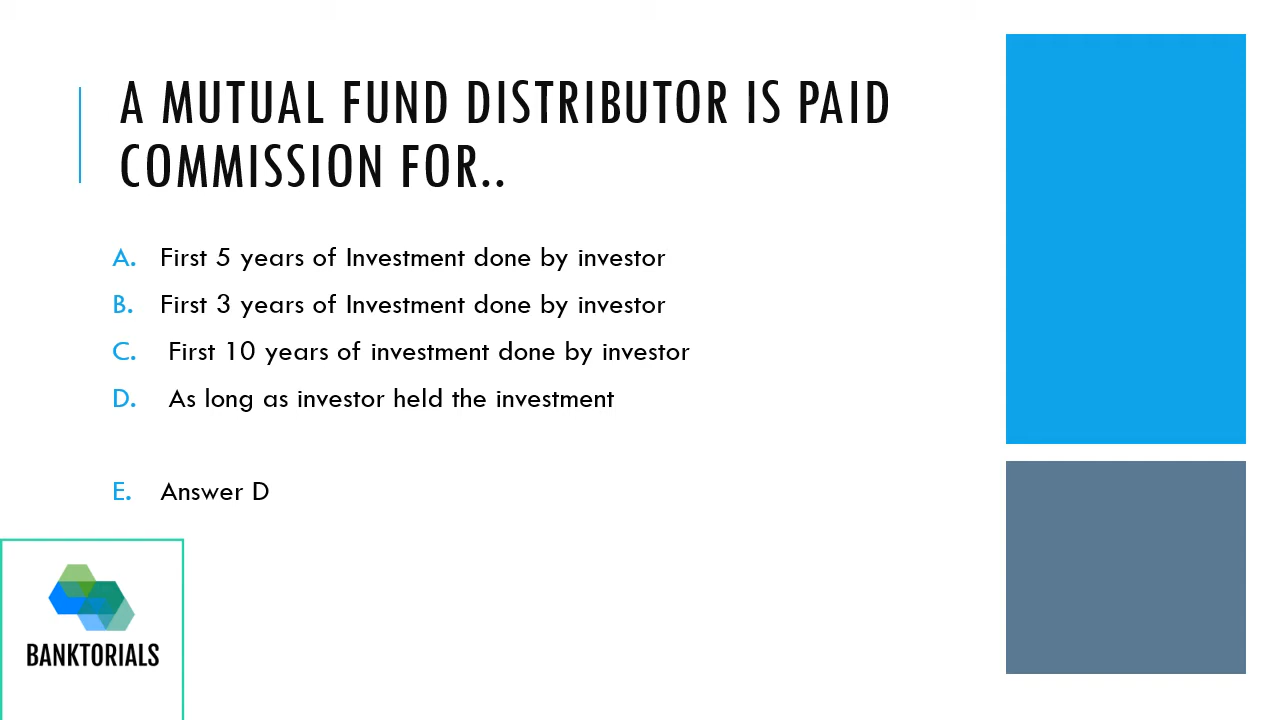 A MUTUAL FUND DISTRIBUTOR IS PAID
COMMISSION FOR..
A. First 5 years of Investment done by investor
B. First 3 years of Investment done by investor
C. First 10 years of investment done by investor
D. As long as investor held the investment
E. Answer D
BANKTORIALS